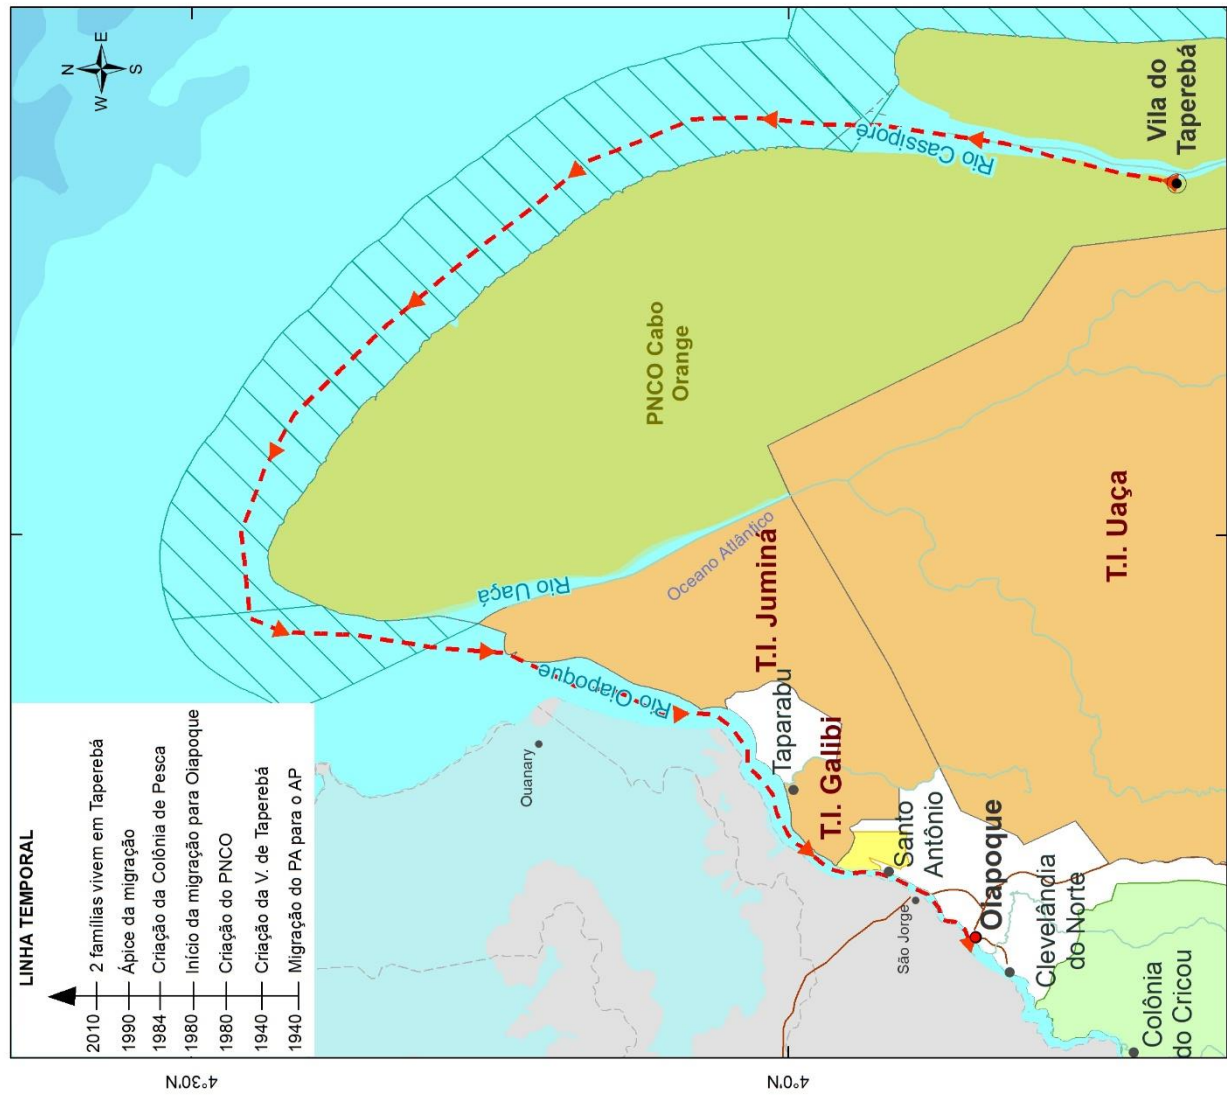 LINHA TEMPORAL
2010 2 famílias vivem em Taperebá
1990 Ápice da migração
1984 Criação da Colônia de Pesca
1980 Início da migração para Oiapoque
1980 Criação do PNCO
1940 Criação da V. de Taperebá
1940 Migração do PA para o AP
N
W
E
S
4°30'N
4°0'N
Ouanary
Rio Uaçá
Rio Oiapoque
Oceano Atlântico
PNCO Cabo
Orange
Rio Cassiporé
Vila do
Taperebá
T.I. Juminá
Taparabu
T.I. Galibi
Santo
Antônio
São Jorge
Oiapoque
Clevelândia
do Norte
Colônia
do Cricou
T.I. Uaça